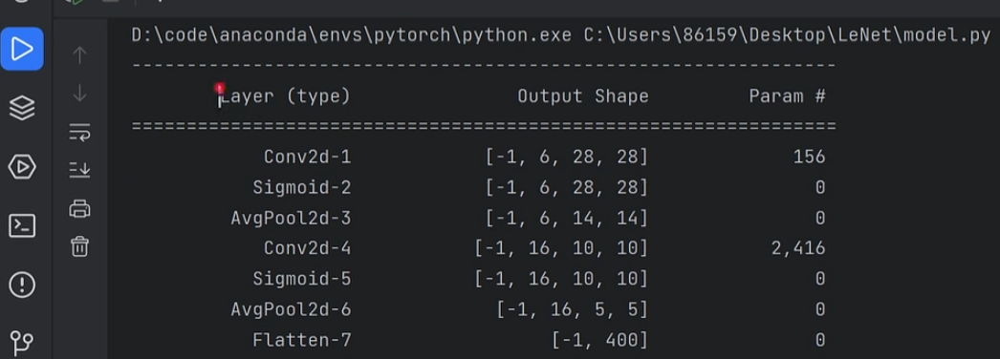 D:\code\anaconda\envs\pytorch\python.exe C:\Users\86159\Desktop\LeNet\model.py
----------------------------------------------------------------
Layer (type) Output Shape Param #
================================================================
Conv2d-1 [-1, 6, 28, 28] 156
Sigmoid-2 [-1, 6, 28, 28] 0
AvgPool2d-3 [-1, 6, 14, 14] 0
Conv2d-4 [-1, 16, 10, 10] 2,416
Sigmoid-5 [-1, 16, 10, 10] 0
AvgPool2d-6 [-1, 16, 5, 5] 0
Flatten-7 [-1, 400] 0